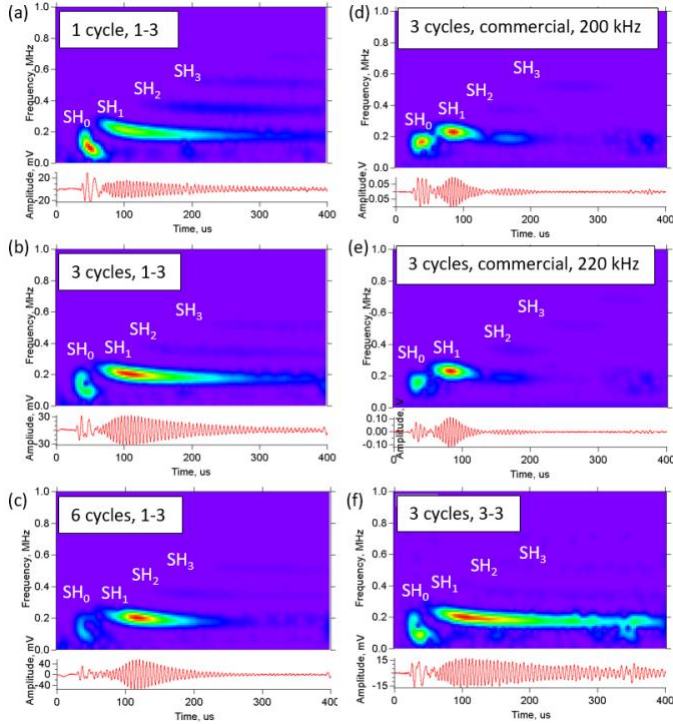 (a)
1 cycle, 1-3
SH0
SH1
SH2
SH3
Frequency, MHz
1.0
0.8
0.6
0.4
0.2
E0.0
Amplitude, mV
20
0
-20
0 100 200 300 400
Time, us
(d)
3 cycles, commercial, 200 kHz
SH0
SH1
SH2
SH3
Frequency, MHz
1.0
0.8
0.6
0.4
0.2
0.0
Amplitude,V
0.05
-0.05
0 100 200 300 400
Time, us
(b)
3 cycles, 1-3
SH0
SH1
SH2
SH3
Frequency, MHz
1.0
0.8
0.6
0.4
0.2
0.0
Amplitude, mV
30
0
-30
0 100 200 300 400
Time, us
(e)
3 cycles, commercial, 220 kHz
SH0
SH1
SH2
SH3
Frequency, MHz
1.0
0.8
0.6
0.4
0.2
0.0
Amplitude, V
0.10
0.00
-0.10
0 100 200 300 400
Time, us
(c)
6 cycles, 1-3
SH0
SH1
SH2
SH3
Frequency, MHz
1.0
0.8
0.6
0.4
0.2
0.0
Amplitude, mV
40
0
-40
0 100 200 300 400
Time, us
(f)
3 cycles, 3-3
SH0
SH1
SH2
SH3
Frequency, MHz
1.0
0.8
0.6
0.4
0.2
0.0
Amplitude, mV
15
0
-15
0 100 200 300 400
Time, us